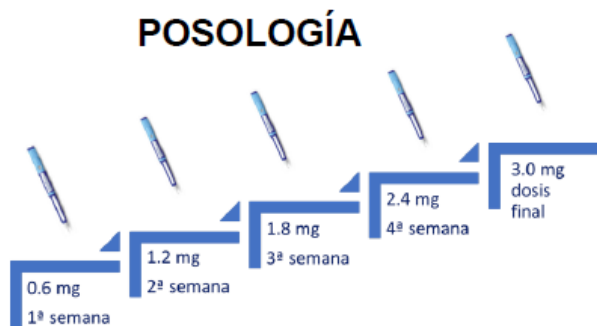 POSOLOGÍA
0.6 mg
1ª semana
1.2 mg
2ª semana
1.8 mg
3ª semana
2.4 mg
4ª semana
3.0 mg
dosis
final